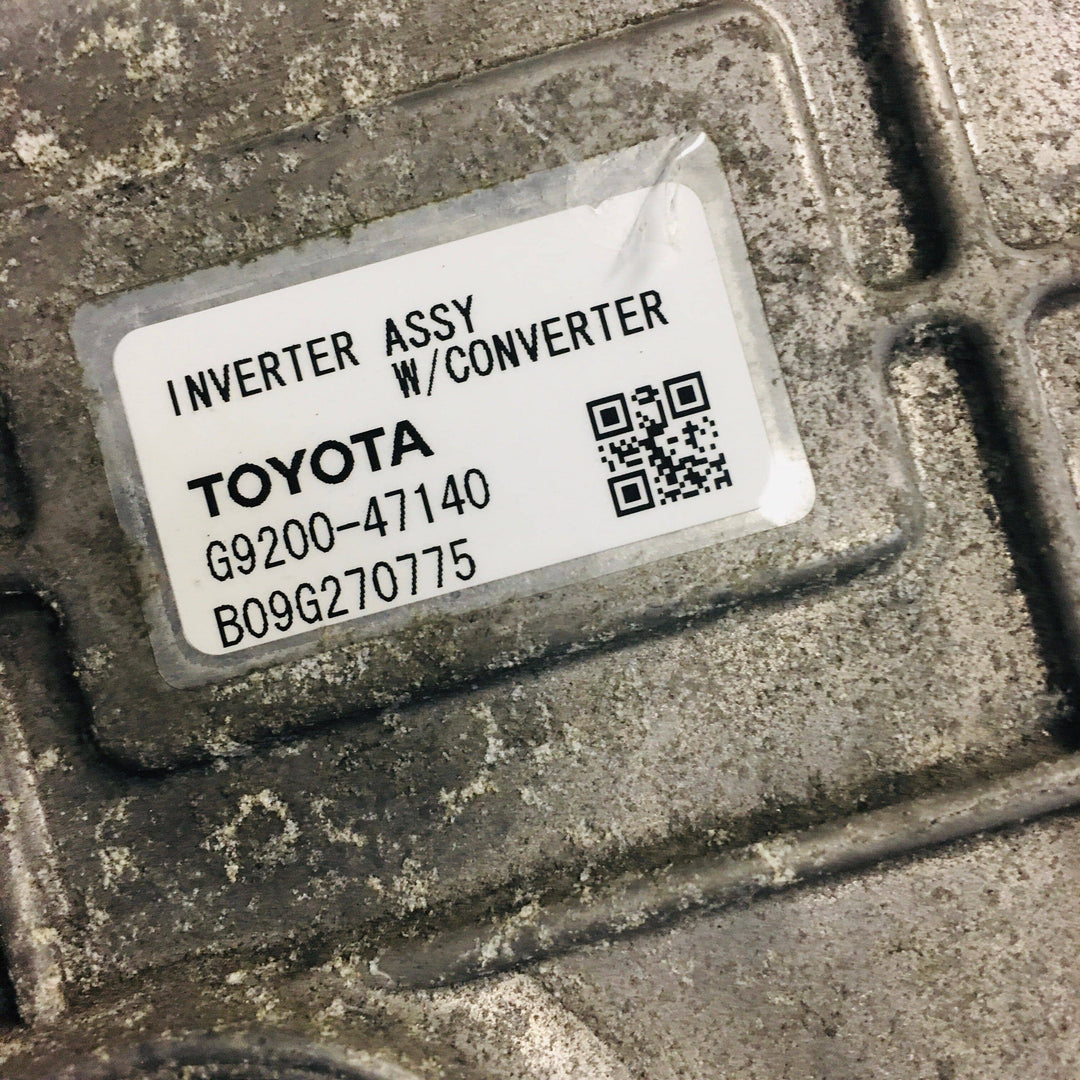 INVERTER ASSY
W/CONVERTER
TOYOTA
G9200-47140
B09G270775